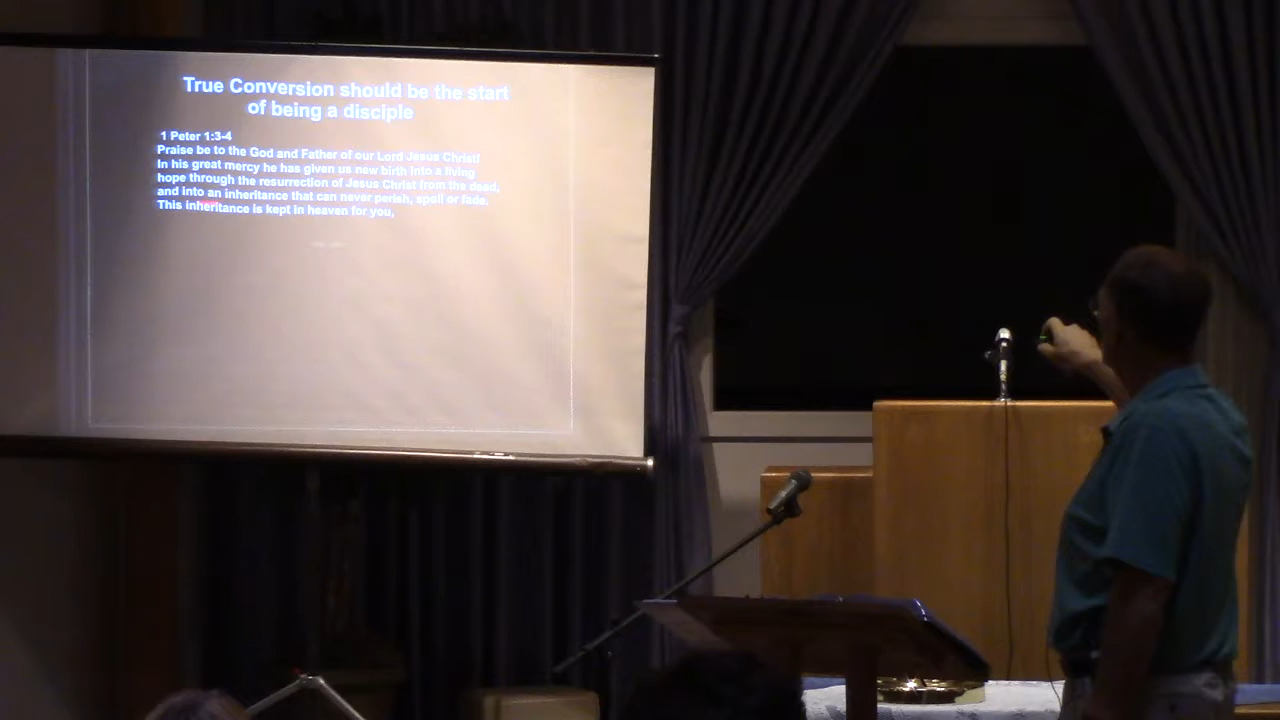 True Conversion should be the start
of being a disciple
1 Peter 1:3-4
Praise be to the God and Father of our Lord Jesus Christ!
In his great mercy he has given us new birth into a living
hope through the resurrection of Jesus Christ from the dead,
and into an inheritance that can never perish, spoil or fade.
This inheritance is kept in heaven for you,